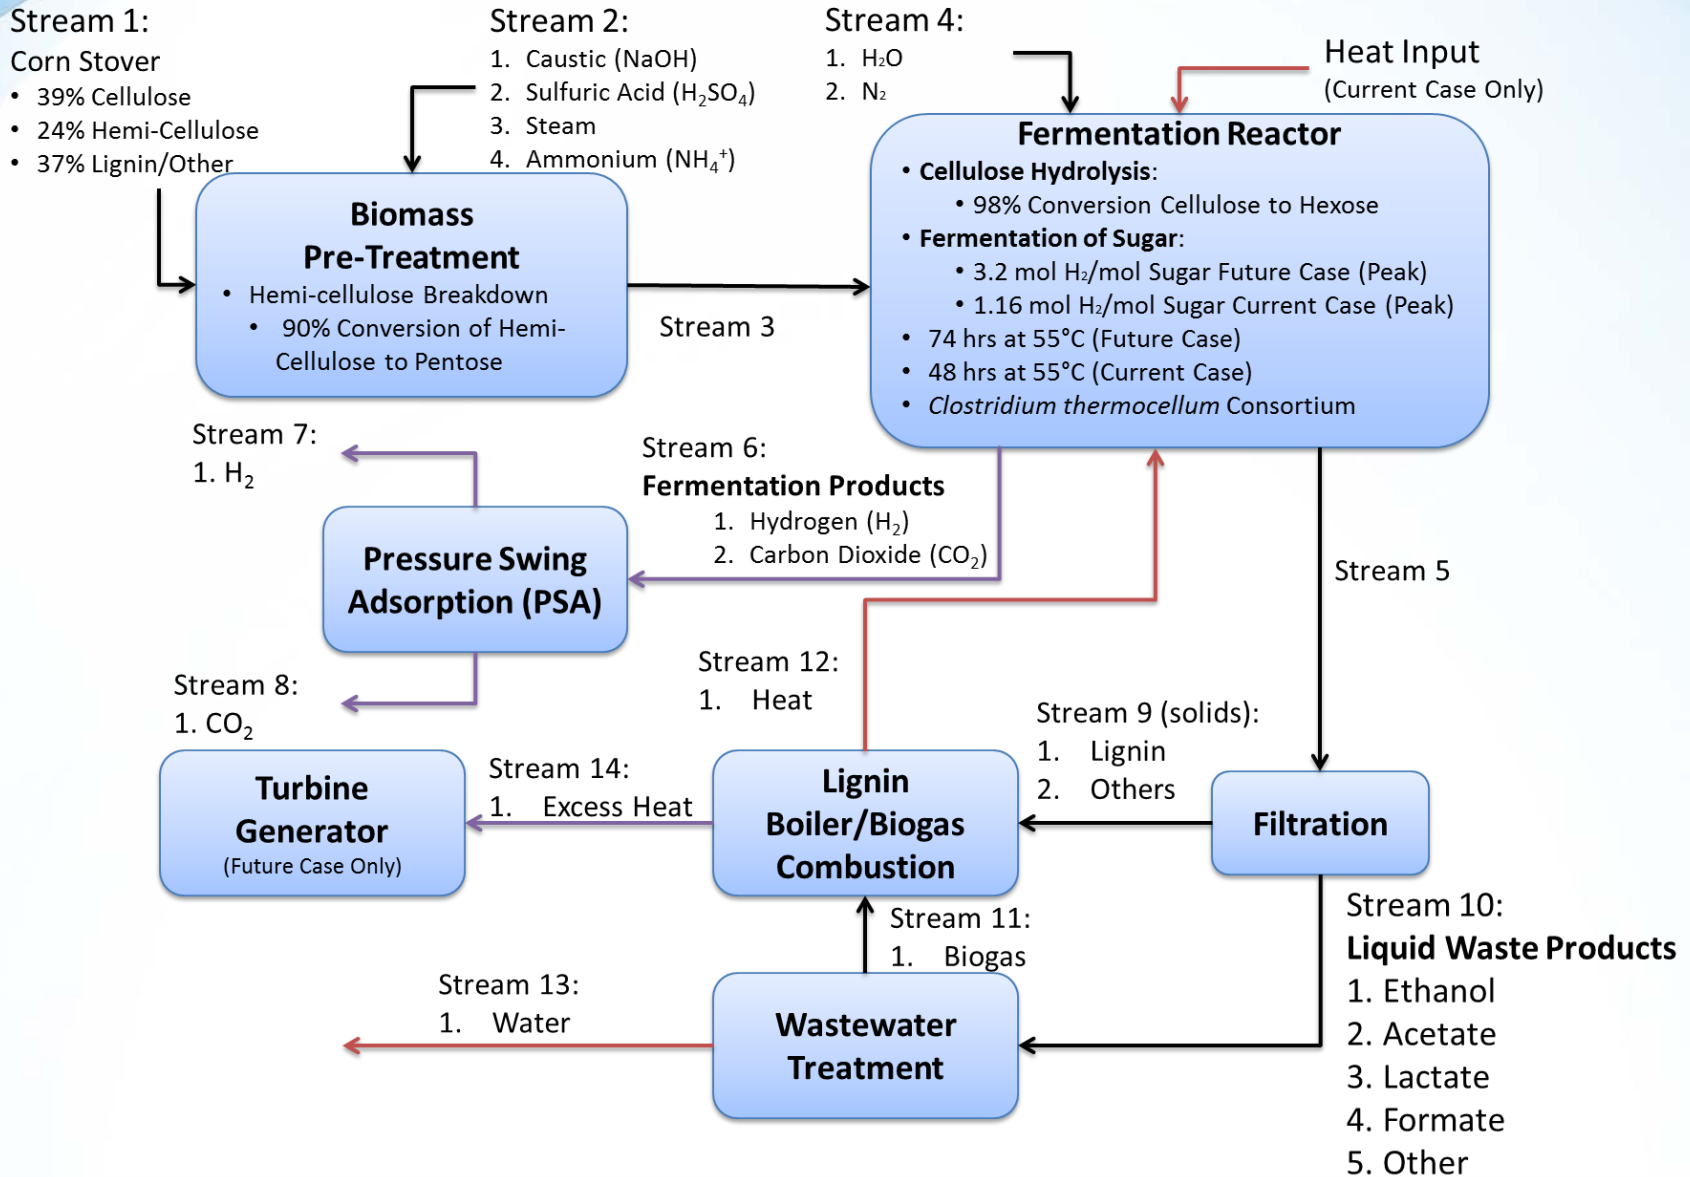 Stream 1:
Corn Stover
• 39% Cellulose
• 24% Hemi-Cellulose
• 37% Lignin/Other
Stream 2:
1. Caustic (NaOH)
2. Sulfuric Acid (H₂SO₄)
3. Steam
4. Ammonium (NH₄⁺)
Stream 4:
1. H₂O
2. N₂
Heat Input
(Current Case Only)
Biomass
Pre-Treatment
• Hemi-cellulose Breakdown
• 90% Conversion of Hemi-
Cellulose to Pentose
Stream 3
Fermentation Reactor
• Cellulose Hydrolysis:
• 98% Conversion Cellulose to Hexose
• Fermentation of Sugar:
• 3.2 mol H₂/mol Sugar Future Case (Peak)
• 1.16 mol H₂/mol Sugar Current Case (Peak)
• 74 hrs at 55°C (Future Case)
• 48 hrs at 55°C (Current Case)
• Clostridium thermocellum Consortium
Stream 7:
1. H₂
Stream 6:
Fermentation Products
1. Hydrogen (H₂)
2. Carbon Dioxide (CO₂)
Pressure Swing
Adsorption (PSA)
Stream 5
Stream 8:
1. CO₂
Stream 12:
1. Heat
Stream 9 (solids):
1. Lignin
2. Others
Turbine
Generator
(Future Case Only)
Stream 14:
1. Excess Heat
Lignin
Boiler/Biogas
Combustion
Filtration
Stream 11:
1. Biogas
Stream 10:
Liquid Waste Products
1. Ethanol
2. Acetate
3. Lactate
4. Formate
5. Other
Stream 13:
1. Water
Wastewater
Treatment